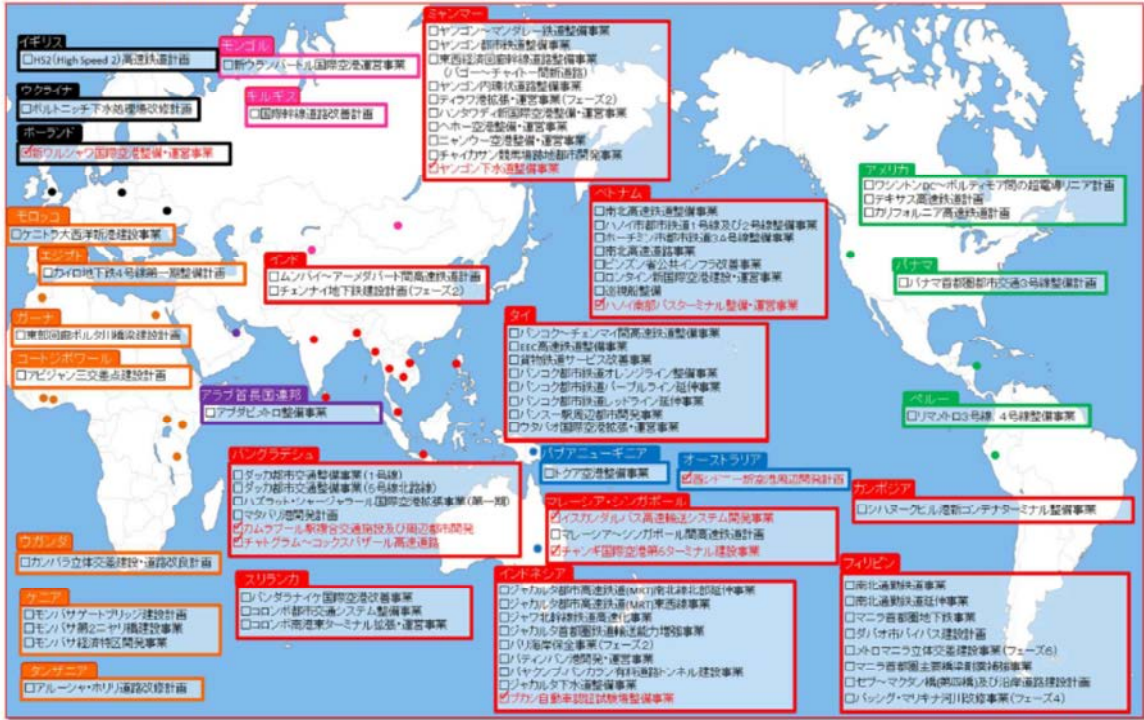 イギリス
□HS2(High Speed 2)高速鉄道計画
ウクライナ
□ボルトニッチ下水処理場改修計画
ポーランド
☑新ワルシャワ国際空港整備・運営事業
モンゴル
□新ウランバートル国際空港運営事業
キルギス
□国際幹線道路改善計画
ミャンマー
□ヤンゴン～マンダレー鉄道整備事業
□ヤンゴン都市鉄道整備事業
□東西経済回廊幹線道路整備事業
(バゴー～チャイトー間新道路)
□ヤンゴン内環状道路整備事業
□ティラワ港拡張・運営事業(フェーズ2)
□ハンタワディ新国際空港整備・運営事業
□ヘホー空港整備・運営事業
□ニャンウー空港整備・運営事業
□チャイカサン競馬場跡地都市開発事業
☑ヤンゴン下水道整備事業
アメリカ
□ワシントンDC～ボルティモア間の超電導リニア計画
□テキサス高速鉄道計画
□カリフォルニア高速鉄道計画
ベトナム
□南北高速鉄道整備事業
□ハノイ市都市鉄道1号線及び2号線整備事業
□ホーチミン市都市鉄道3A号線整備事業
□南北高速道路事業
□ビンズン省公共インフラ改善事業
□ロンタイン新国際空港建設・運営事業
□巡視船整備
☑ハノイ南部バスターミナル整備・運営事業
モロッコ
□ケニトラ大西洋新港建設事業
エジプト
□カイロ地下鉄4号線第一期整備計画
インド
□ムンバイ～アーメダバード間高速鉄道計画
□チェンナイ地下鉄建設計画(フェーズ2)
パナマ
□パナマ首都圏都市交通3号線整備計画
ガーナ
□東部回廊ボルタ川橋梁建設計画
コートジボワール
□アビジャン三交差点建設計画
タイ
□バンコク～チェンマイ間高速鉄道整備事業
□EEC高速鉄道整備事業
□貨物鉄道サービス改善事業
□バンコク都市鉄道オレンジライン整備事業
□バンコク都市鉄道パープルライン延伸事業
□バンコク都市鉄道レッドライン延伸事業
□バンスー駅周辺都市開発事業
□ウタパオ国際空港拡張・運営事業
アラブ首長国連邦
□アブダビメトロ整備事業
ペルー
□リマメトロ3号線、4号線整備事業
バングラデシュ
□ダッカ都市交通整備事業(1号線)
□ダッカ都市交通整備事業(5号線北路線)
□ハズラット・シャージャラール国際空港拡張事業(第一期)
□マタバリ港開発計画
☑カムラプール駅複合交通施設及び周辺都市開発
☑チャトグラム～コックスバザール高速道路
パプアニューギニア
□トクア空港整備事業
オーストラリア
☑西シドニー新空港周辺開発計画
マレーシア・シンガポール
☑イスカンダルバス高速輸送システム開発事業
□マレーシア～シンガポール間高速鉄道計画
☑チャンギ国際空港第5ターミナル建設事業
カンボジア
□シハヌークビル港新コンテナターミナル整備事業
ウガンダ
□カンパラ立体交差建設・道路改良計画
スリランカ
□バンダラナイケ国際空港改善事業
□コロンボ都市交通システム整備事業
□コロンボ南港東ターミナル拡張・運営事業
インドネシア
□ジャカルタ都市高速鉄道(MRT)南北線北部延伸事業
□ジャカルタ都市高速鉄道(MRT)東西線事業
□ジャワ北幹線鉄道高速化事業
□ジャカルタ首都圏鉄道輸送能力増強事業
□バリ海岸保全事業(フェーズ2)
□パティンバン港開発・運営事業
□パヤクンブ・パンカラン有料道路トンネル建設事業
□ジャカルタ下水道整備事業
☑ブカシ自動車認証試験場整備事業
フィリピン
□南北通勤鉄道事業
□南北通勤鉄道延伸事業
□マニラ首都圏地下鉄事業
□ダバオ市バイパス建設計画
□メトロマニラ立体交差建設事業(フェーズ6)
□マニラ首都圏主要橋梁耐震補強事業
□セブ～マクタン橋(第四橋)及び沿岸道路建設計画
□パッシグ・マリキナ河川改修事業(フェーズ4)
ケニア
□モンバサゲートブリッジ建設計画
□モンバサ第2ニヤリ橋建設事業
□モンバサ経済特区開発事業
タンザニア
□アルーシャ・ホリリ道路改修計画